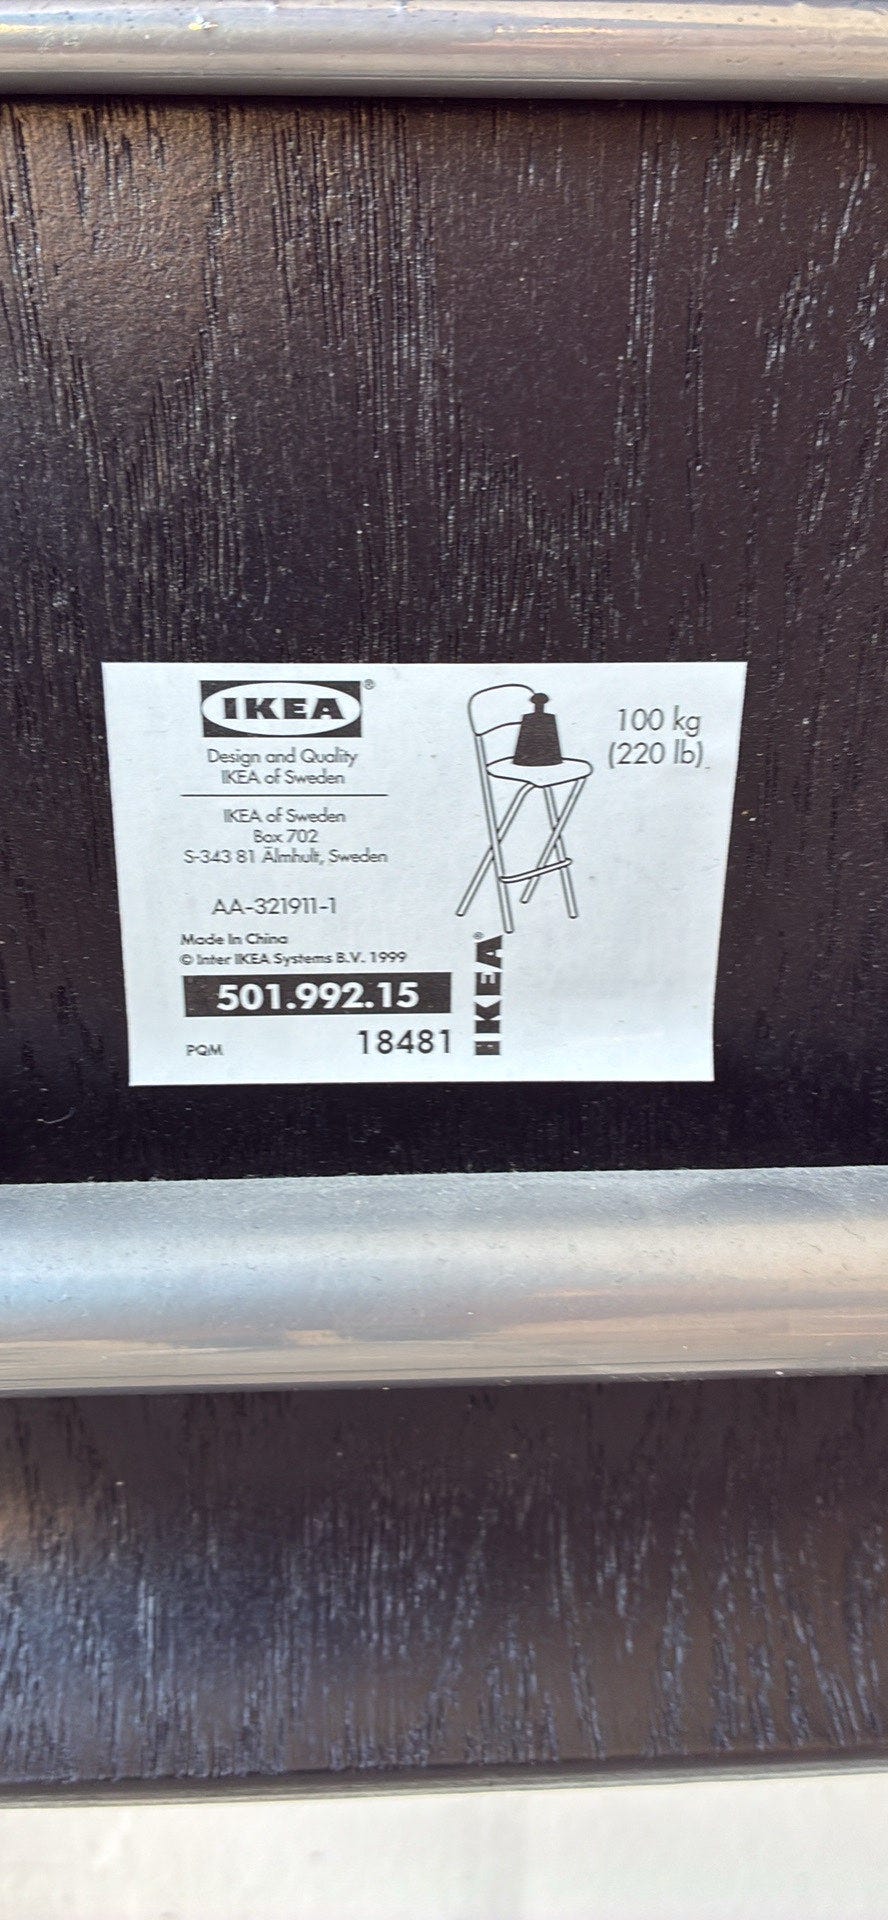 IKEA®
Design and Quality
IKEA of Sweden
IKEA of Sweden
Box 702
S-343 81 Älmhult, Sweden
AA-321911-1
Made In China
© Inter IKEA Systems B.V. 1999
501.992.15
PQM 18481
IKEA®
100 kg
(220 lb)